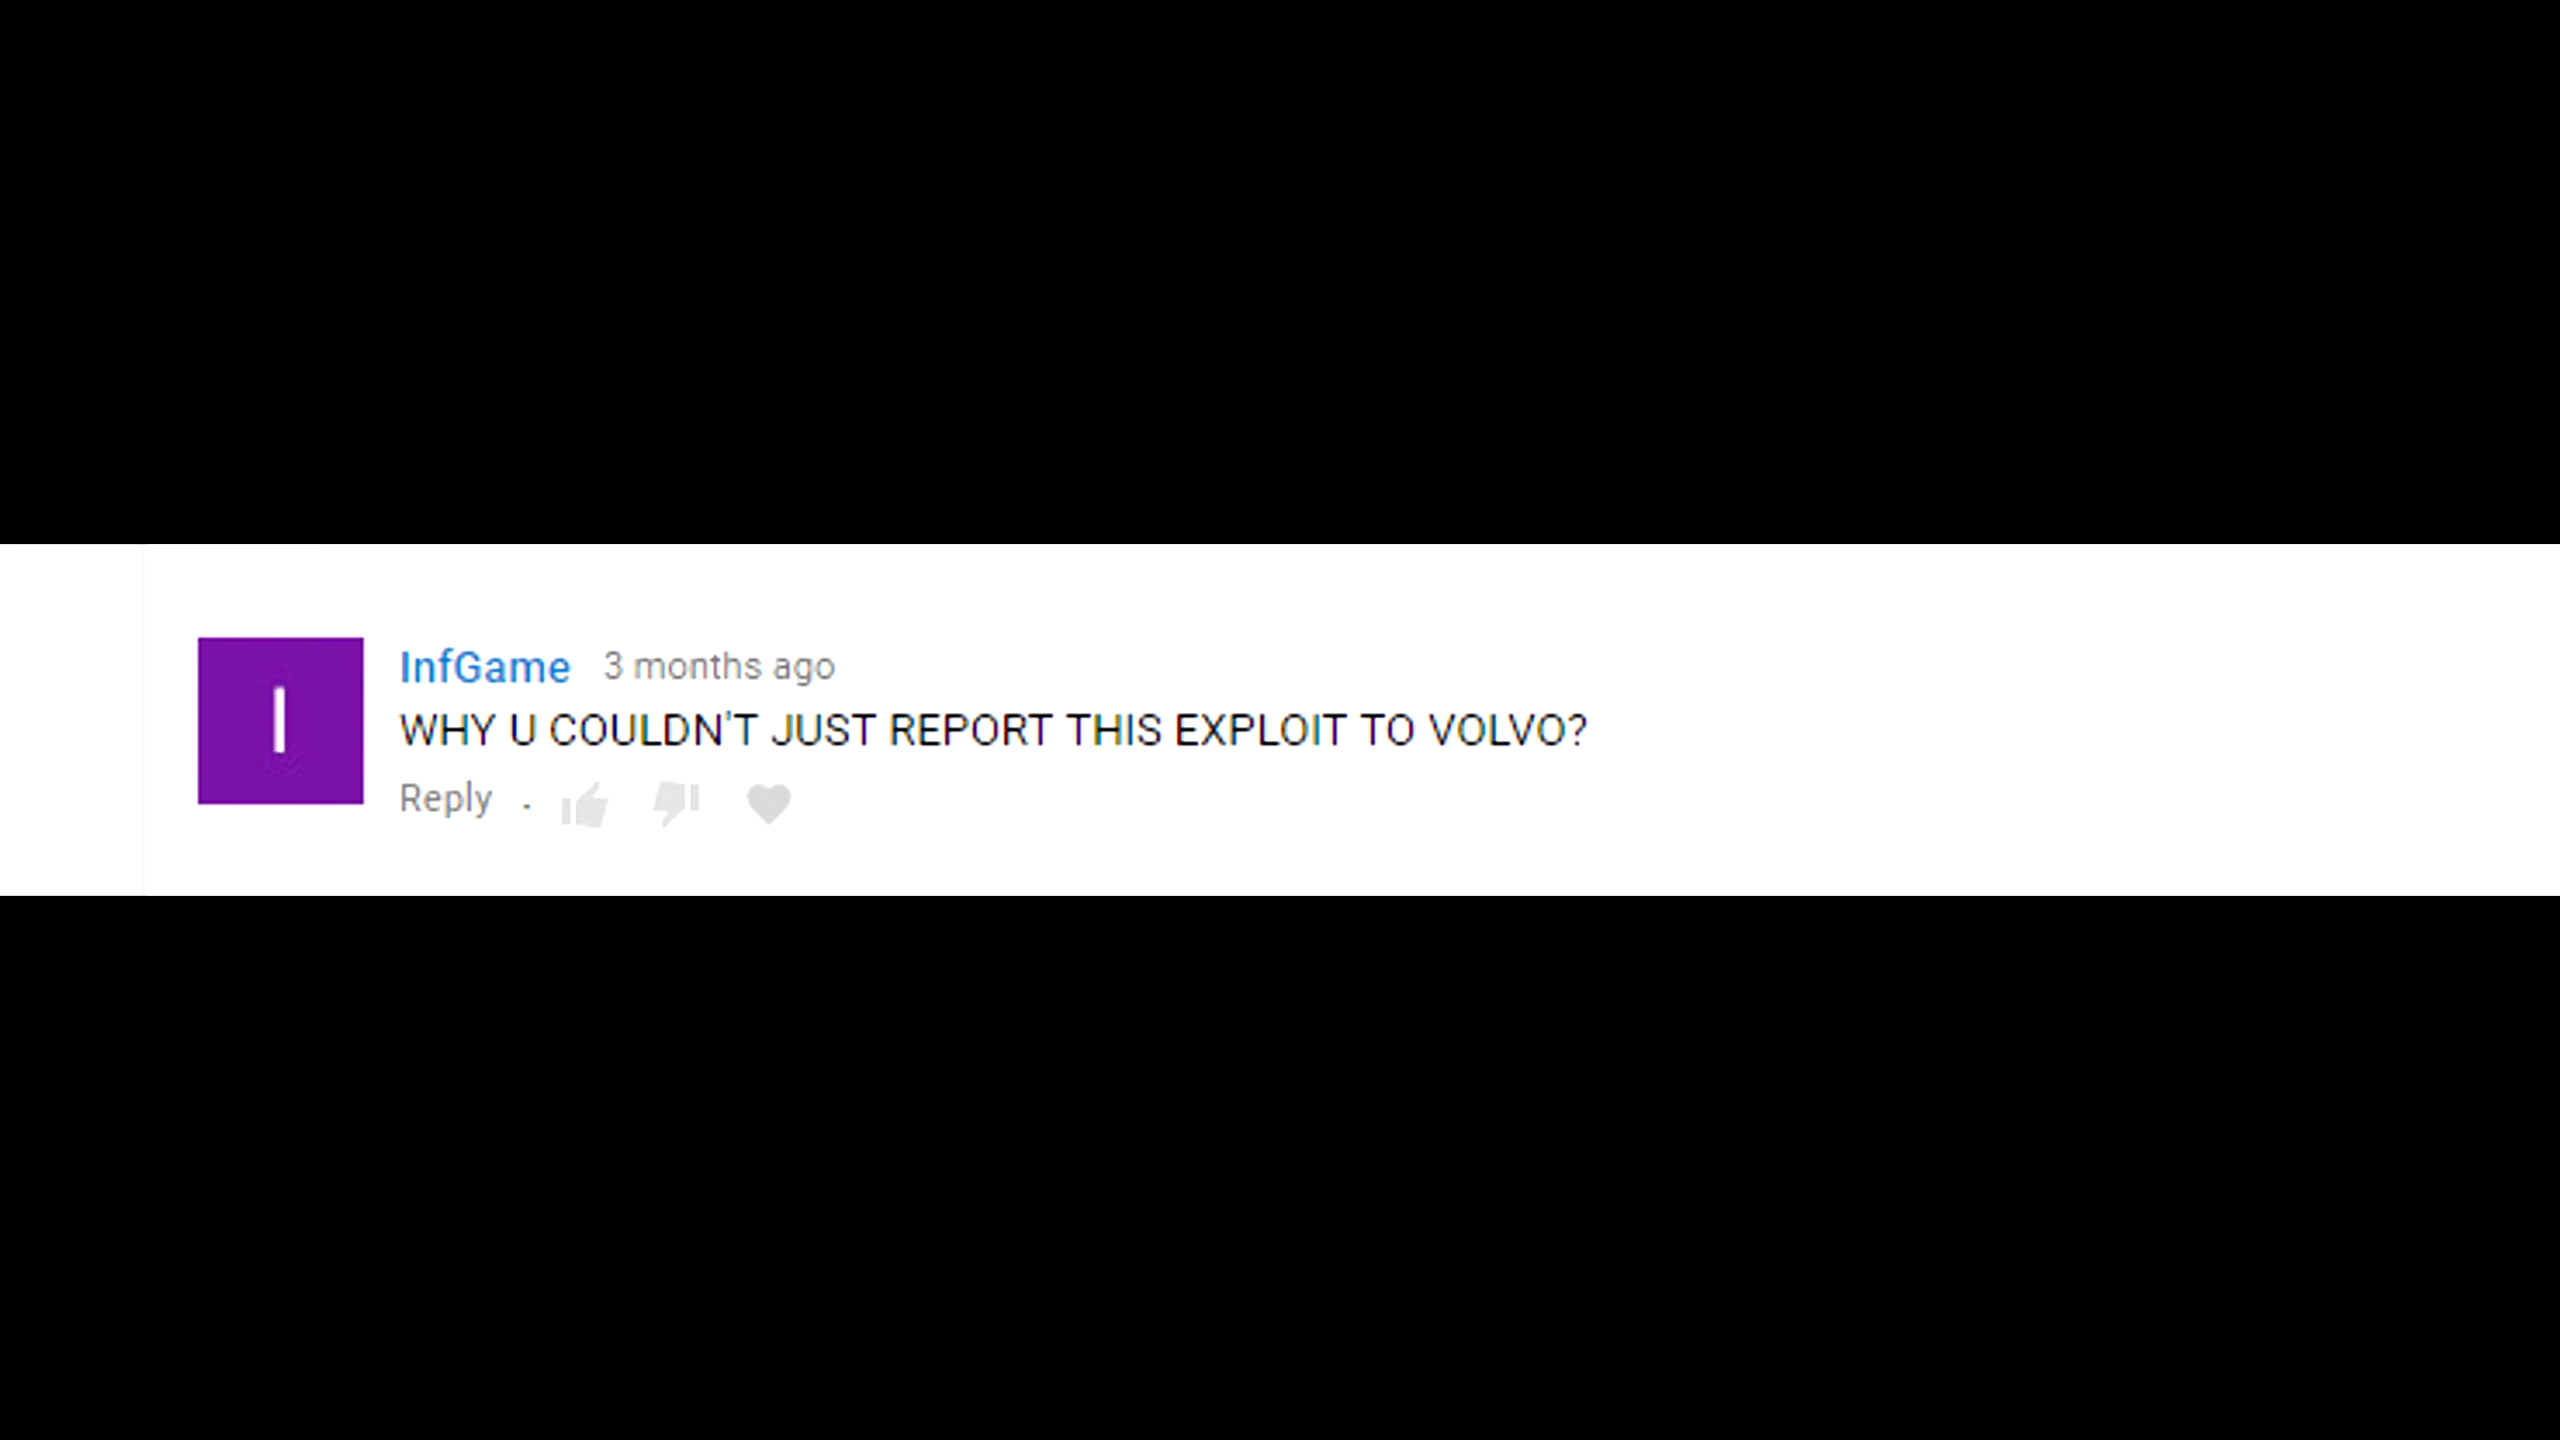 I
InfGame 3 months ago
WHY U COULDN'T JUST REPORT THIS EXPLOIT TO VOLVO?
Reply